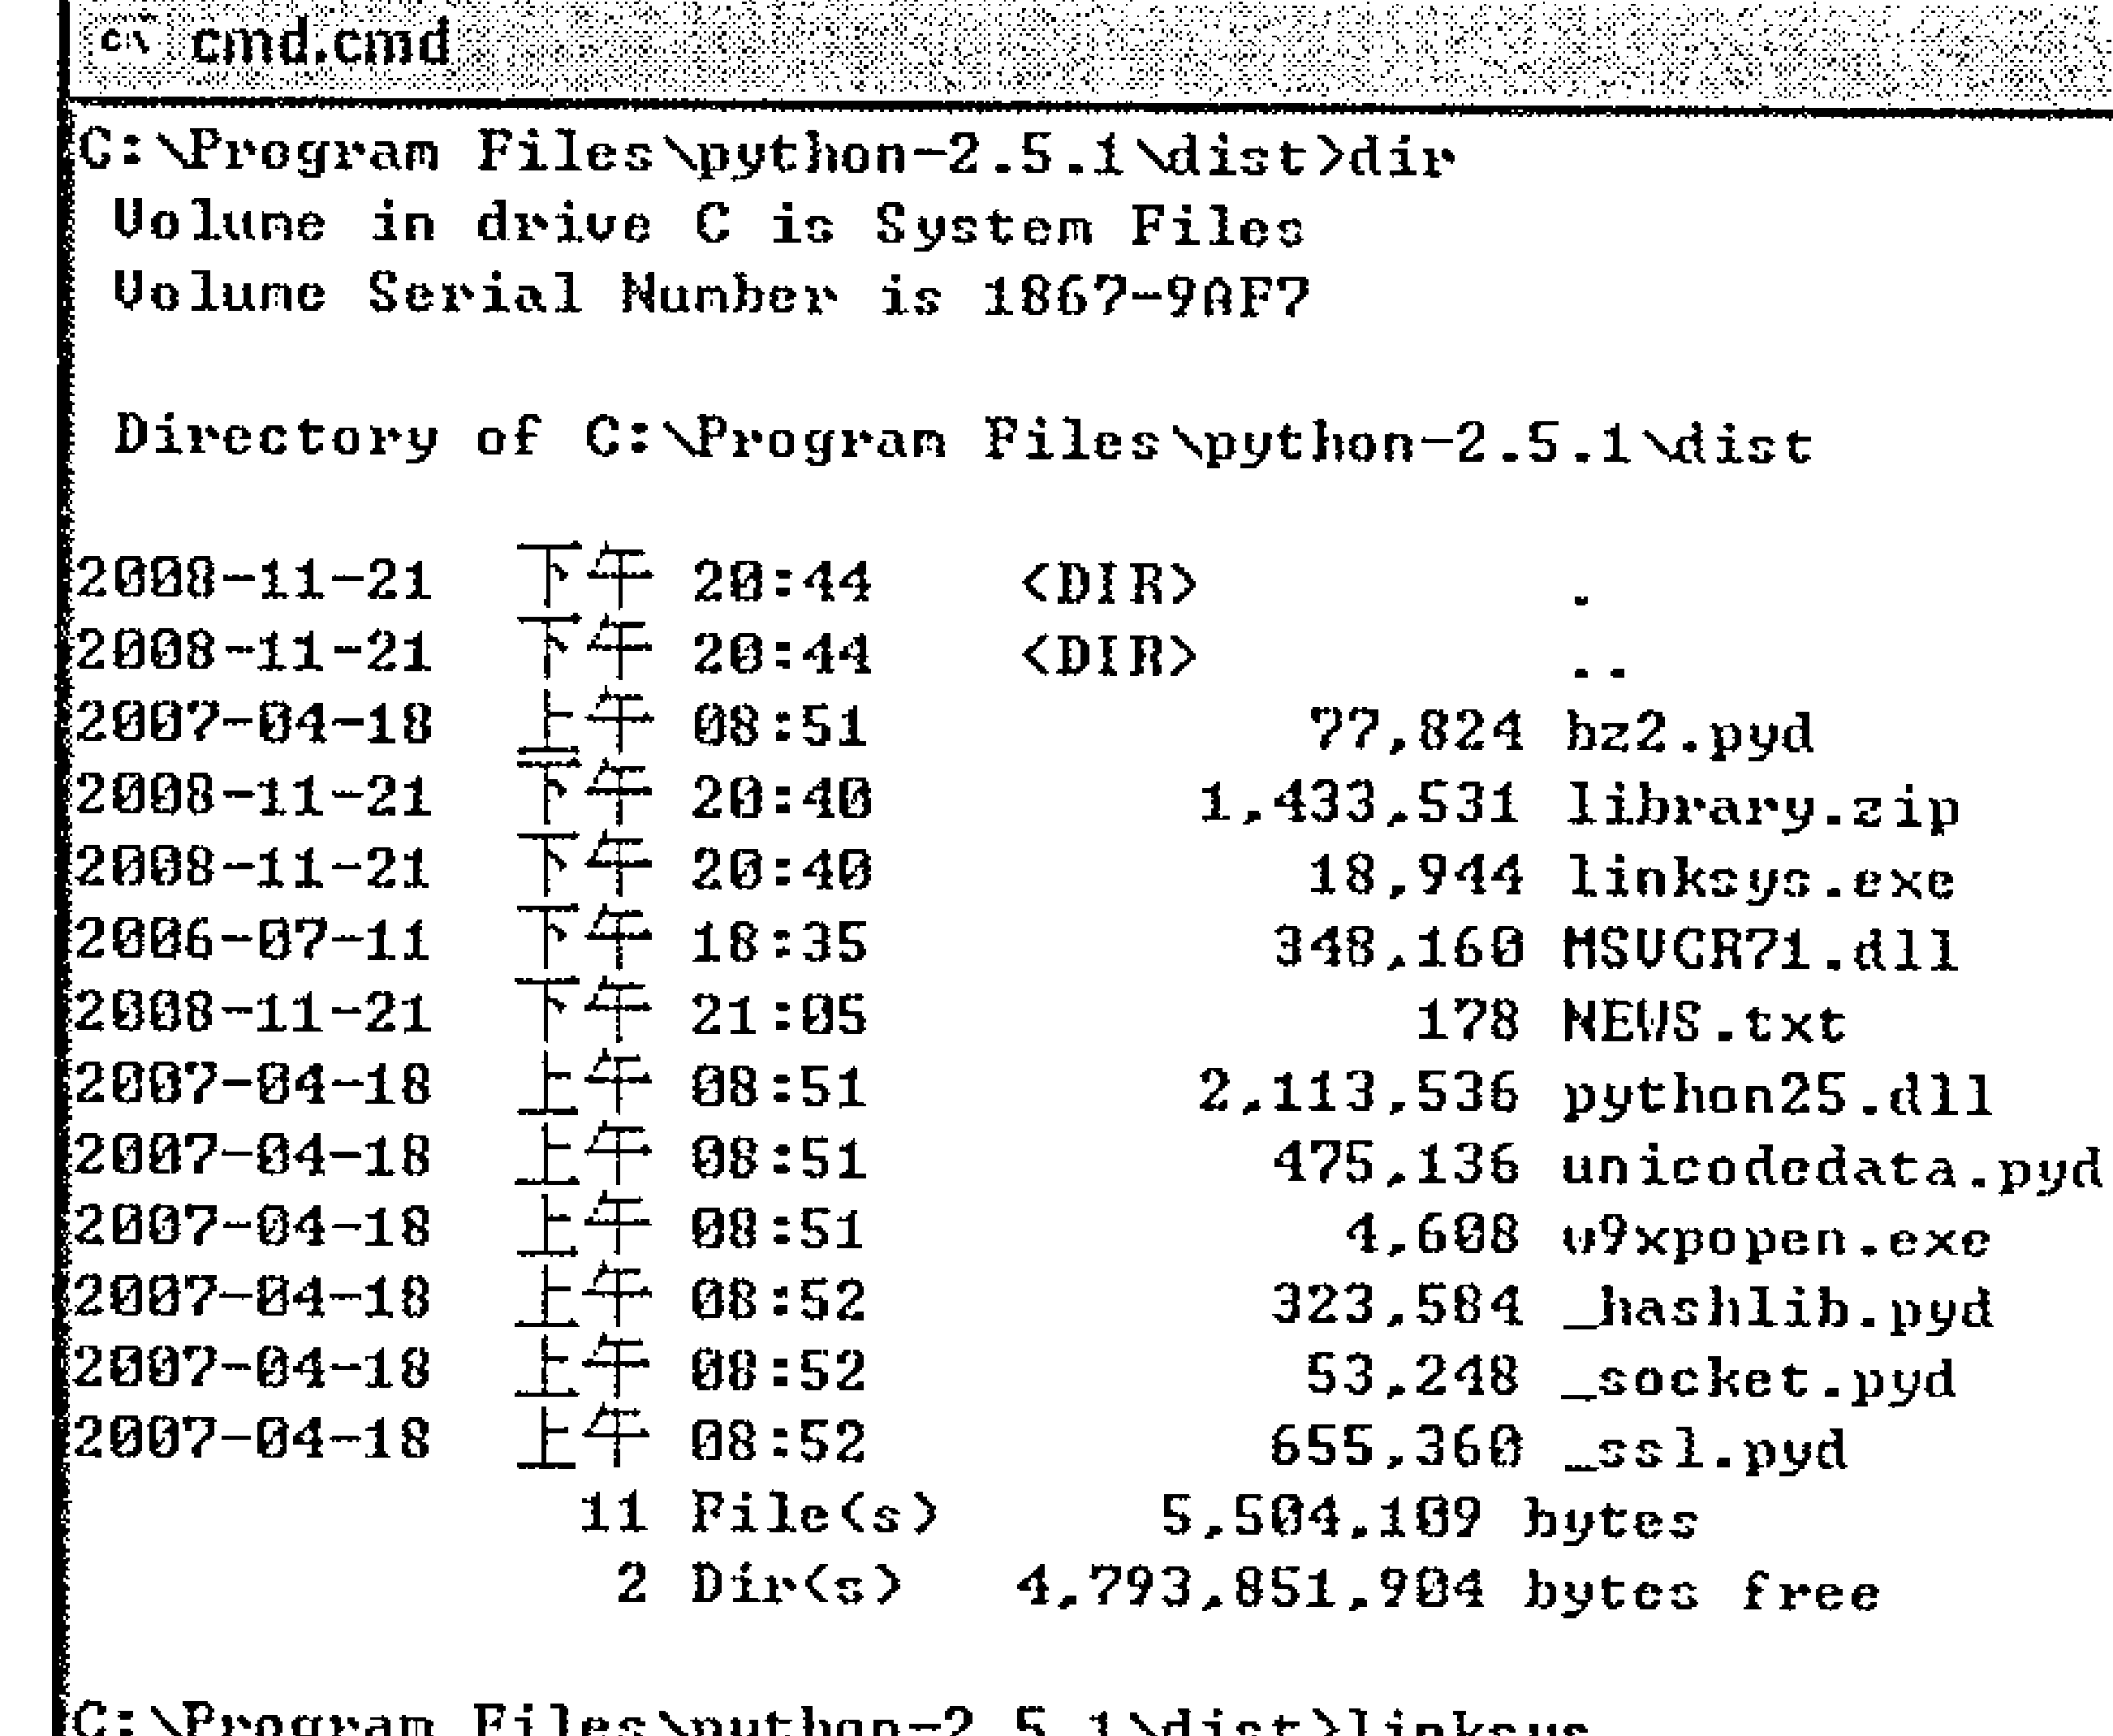 C:\ cmd.cmd
C:\Program Files\python-2.5.1\dist>dir
Volume in drive C is System Files
Volume Serial Number is 1867-9AF7
Directory of C:\Program Files\python-2.5.1\dist
2008-11-21 下午 20:44 <DIR> .
2008-11-21 下午 20:44 <DIR> ..
2007-04-18 上午 08:51 77,824 bz2.pyd
2008-11-21 下午 20:40 1,433,531 library.zip
2008-11-21 下午 20:40 18,944 linksys.exe
2006-07-11 下午 18:35 348,160 MSVCR71.dll
2008-11-21 下午 21:05 178 NEWS.txt
2007-04-18 上午 08:51 2,113,536 python25.dll
2007-04-18 上午 08:51 475,136 unicodedata.pyd
2007-04-18 上午 08:51 4,608 w9xpopen.exe
2007-04-18 上午 08:52 323,584 _hashlib.pyd
2007-04-18 上午 08:52 53,248 _socket.pyd
2007-04-18 上午 08:52 655,360 _ssl.pyd
11 File(s) 5,504,109 bytes
2 Dir(s) 4,793,851,904 bytes free
C:\Program Files\python-2.5.1\dist>linksys